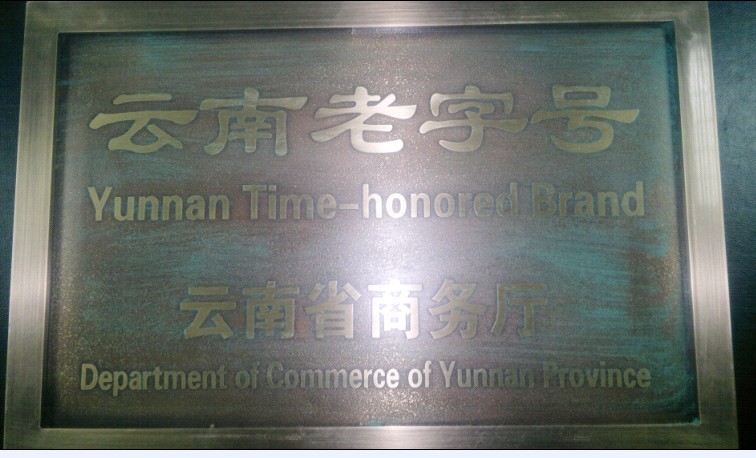 云南老字号
Yunnan Time-honored Brand
云南省商务厅
Department of Commerce of Yunnan Province